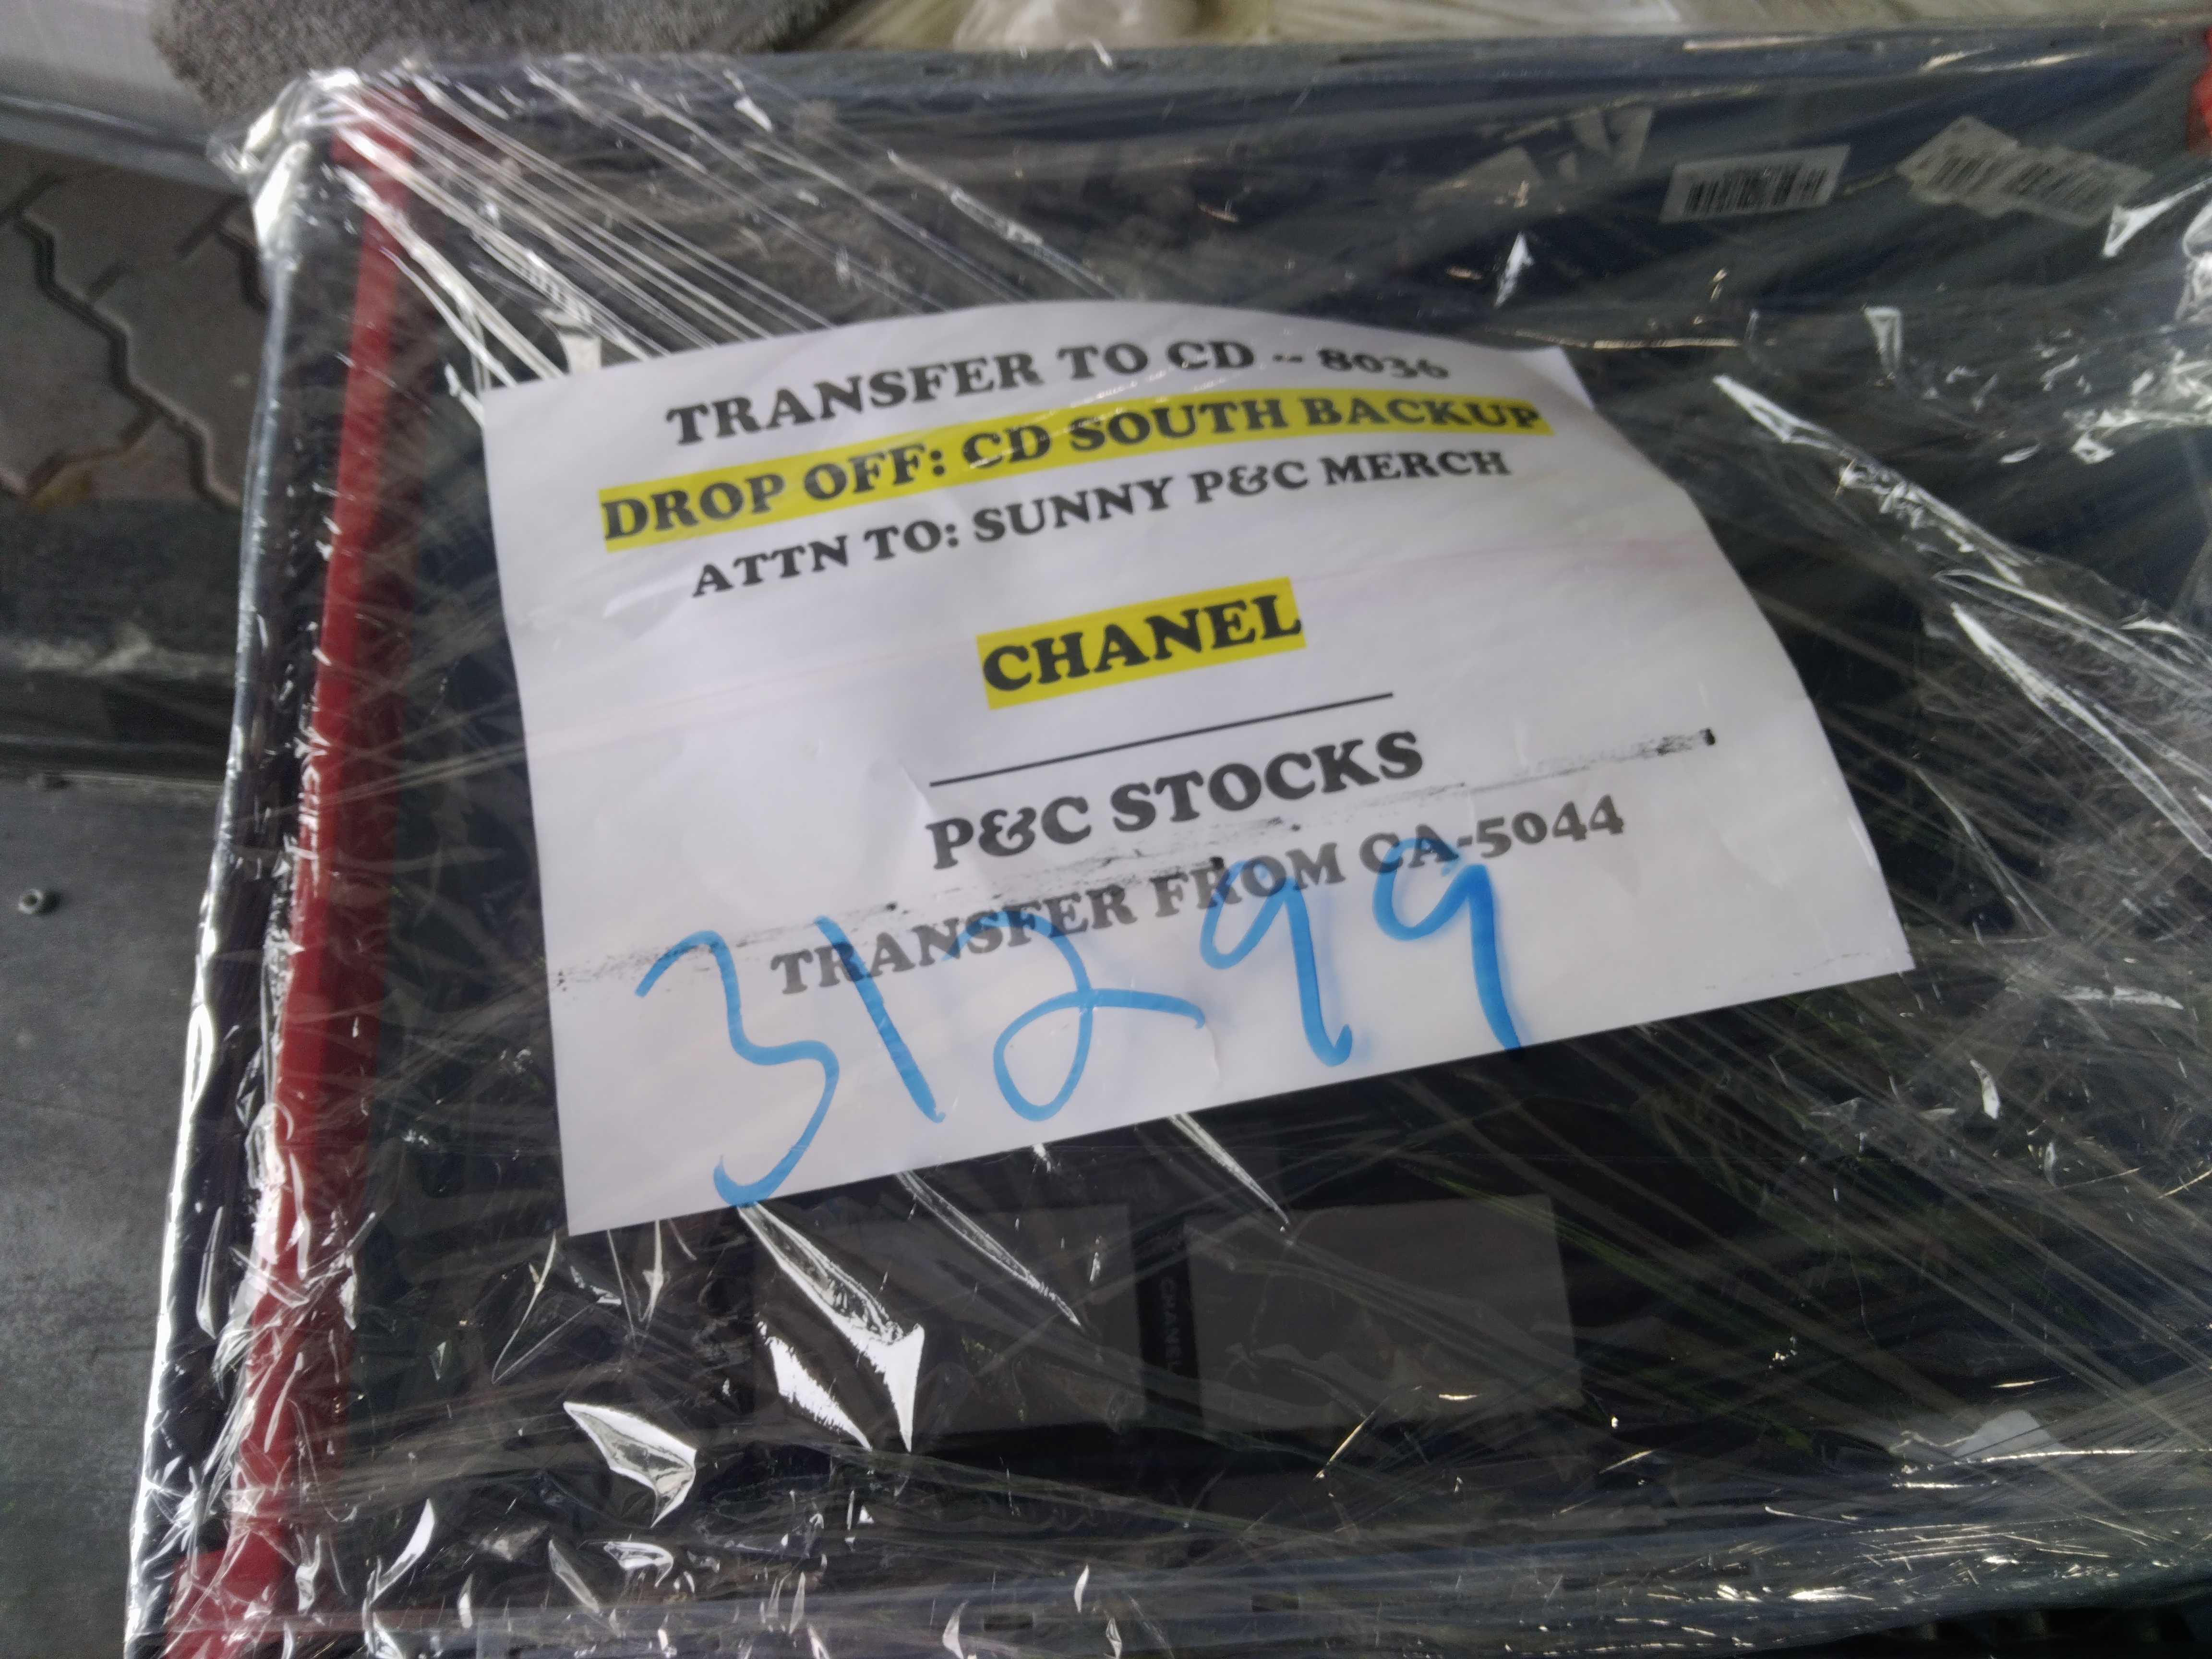 TRANSFER TO CD -- 8036
DROP OFF: CD SOUTH BACKUP
ATTN TO: SUNNY P&C MERCH
CHANEL
P&C STOCKS
TRANSFER FROM CA-5044
31299
CHANEL